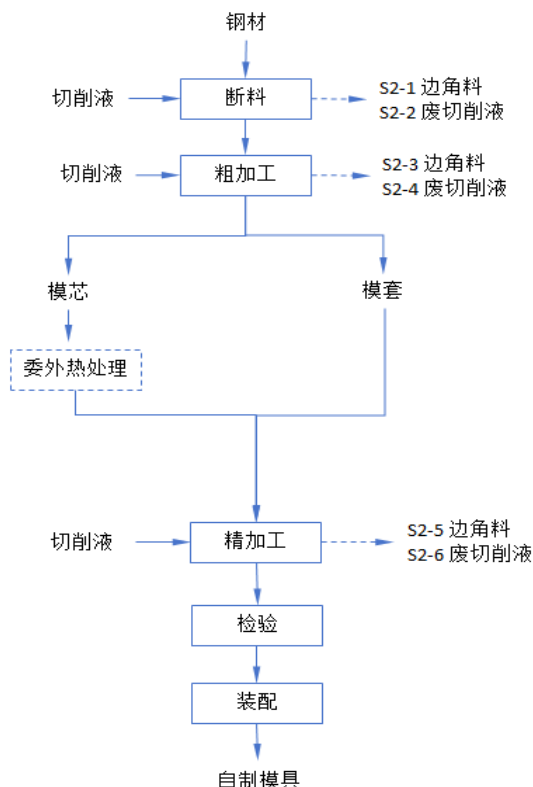 钢材
切削液
断料
S2-1 边角料
S2-2 废切削液
切削液
粗加工
S2-3 边角料
S2-4 废切削液
模芯
模套
委外热处理
切削液
精加工
S2-5 边角料
S2-6 废切削液
检验
装配
自制模具